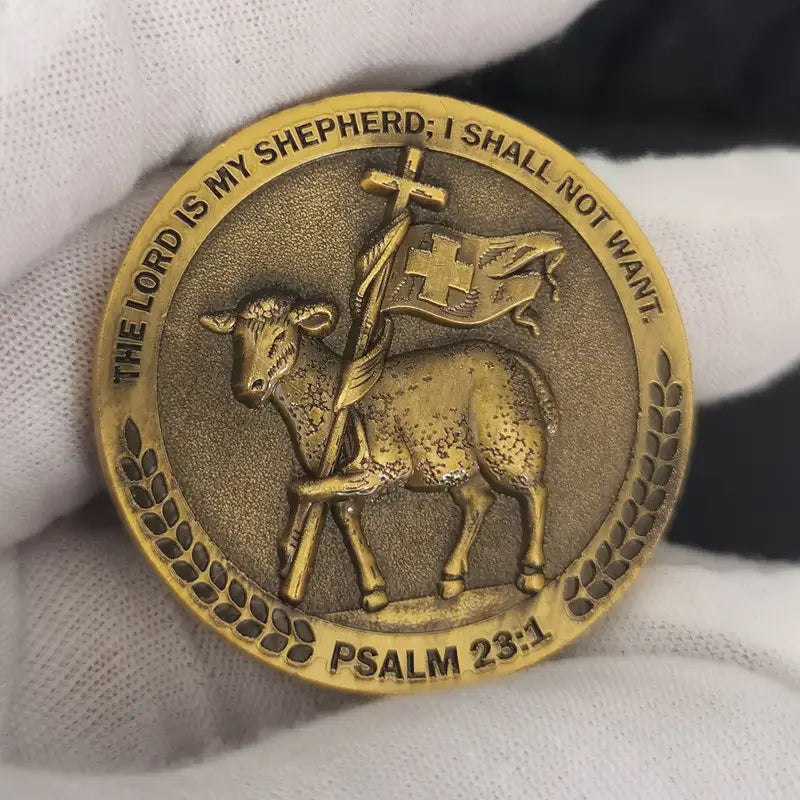 THE LORD IS MY SHEPHERD; I SHALL NOT WANT.
PSALM 23:1